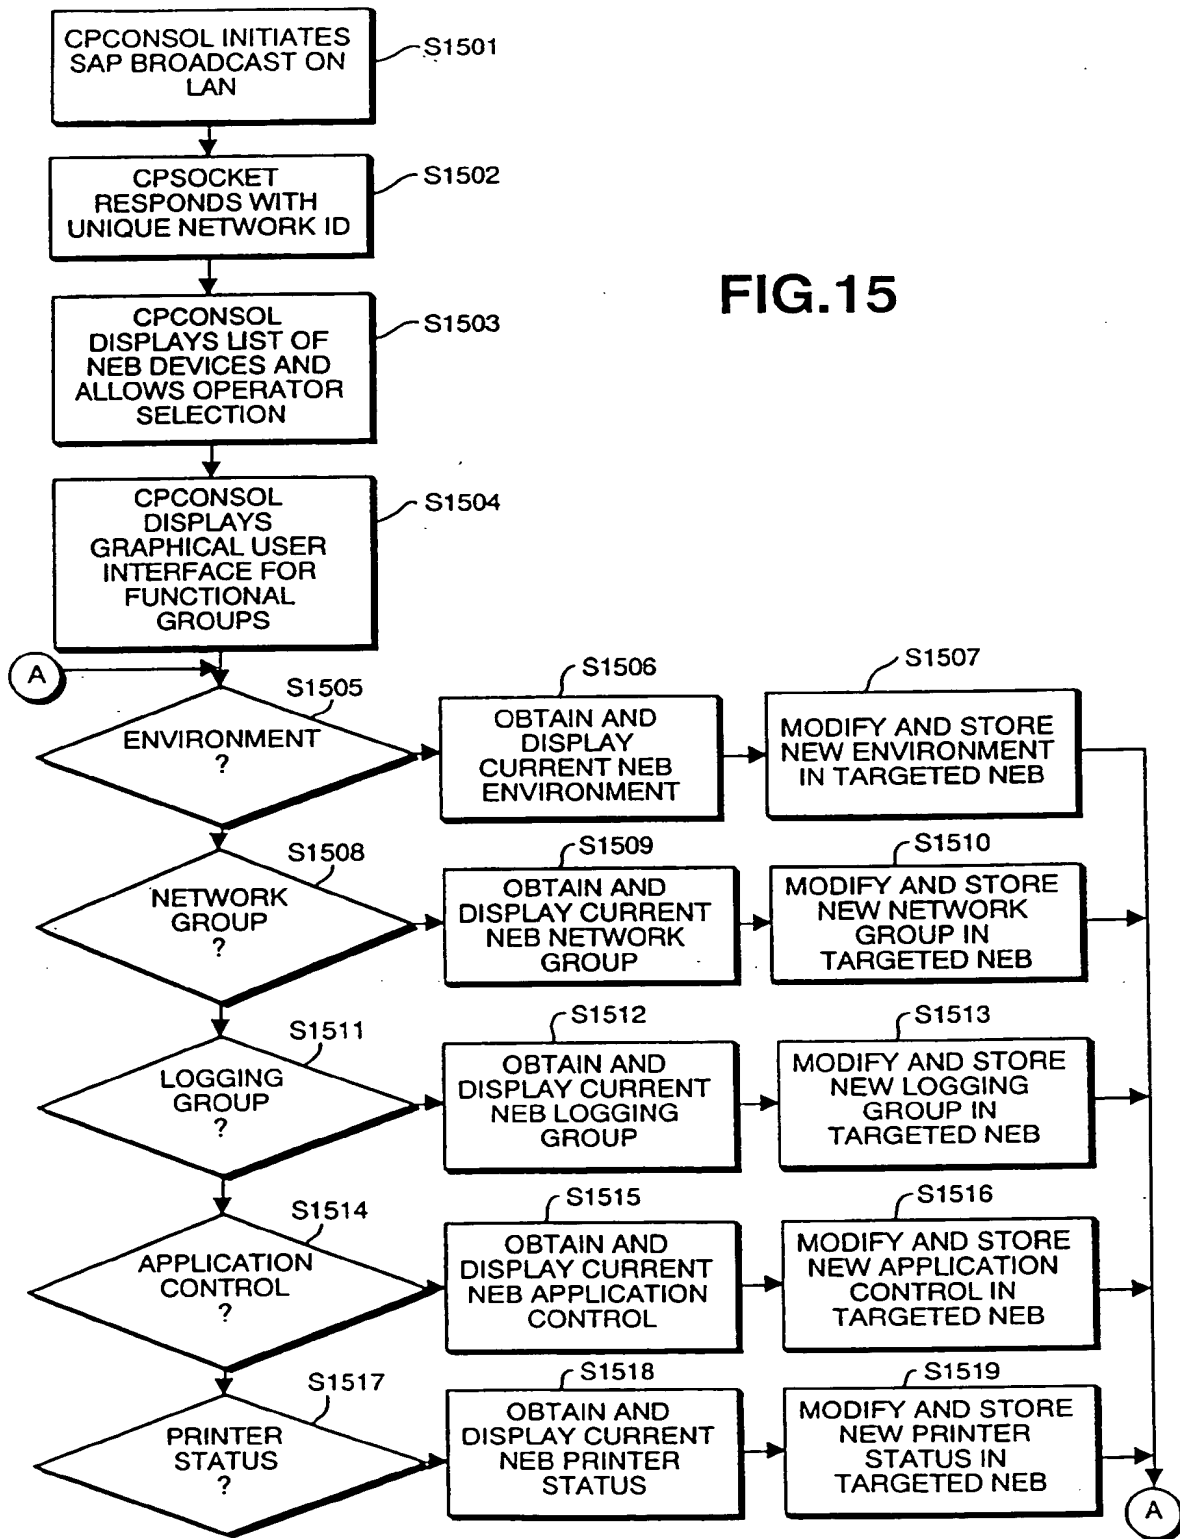 CPCONSOL INITIATES
SAP BROADCAST ON
LAN
S1501
CPSOCKET
RESPONDS WITH
UNIQUE NETWORK ID
S1502
FIG.15
CPCONSOL
DISPLAYS LIST OF
NEB DEVICES AND
ALLOWS OPERATOR
SELECTION
S1503
CPCONSOL
DISPLAYS
GRAPHICAL USER
INTERFACE FOR
FUNCTIONAL
GROUPS
S1504
A
ENVIRONMENT
?
S1505
OBTAIN AND
DISPLAY
CURRENT NEB
ENVIRONMENT
S1506
MODIFY AND STORE
NEW ENVIRONMENT
IN TARGETED NEB
S1507
NETWORK
GROUP
?
S1508
OBTAIN AND
DISPLAY CURRENT
NEB NETWORK
GROUP
S1509
MODIFY AND STORE
NEW NETWORK
GROUP IN
TARGETED NEB
S1510
LOGGING
GROUP
?
S1511
OBTAIN AND
DISPLAY CURRENT
NEB LOGGING
GROUP
S1512
MODIFY AND STORE
NEW LOGGING
GROUP IN
TARGETED NEB
S1513
APPLICATION
CONTROL
?
S1514
OBTAIN AND
DISPLAY CURRENT
NEB APPLICATION
CONTROL
S1515
MODIFY AND STORE
NEW APPLICATION
CONTROL IN
TARGETED NEB
S1516
PRINTER
STATUS
?
S1517
OBTAIN AND
DISPLAY CURRENT
NEB PRINTER
STATUS
S1518
MODIFY AND STORE
NEW PRINTER
STATUS IN
TARGETED NEB
S1519
A